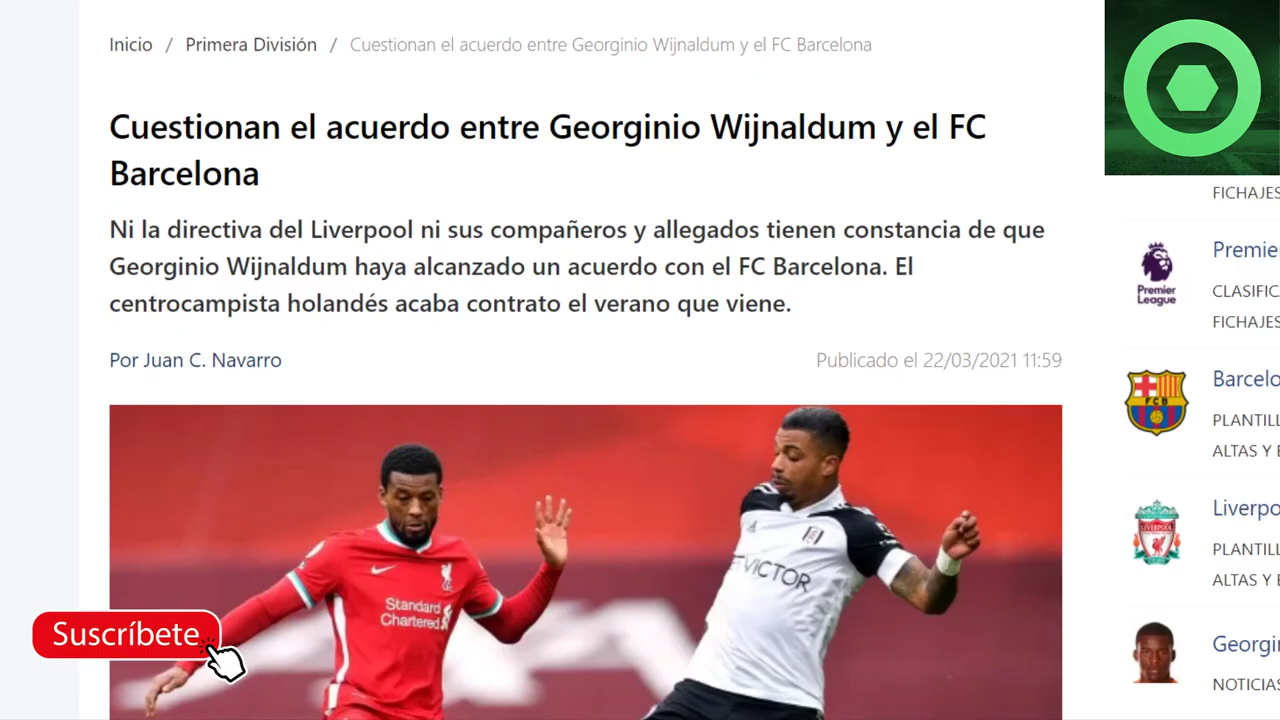 Inicio / Primera División / Cuestionan el acuerdo entre Georginio Wijnaldum y el FC Barcelona
Cuestionan el acuerdo entre Georginio Wijnaldum y el FC
Barcelona
Ni la directiva del Liverpool ni sus compañeros y allegados tienen constancia de que
Georginio Wijnaldum haya alcanzado un acuerdo con el FC Barcelona. El
centrocampista holandés acaba contrato el verano que viene.
Por Juan C. Navarro
Publicado el 22/03/2021 11:59
Standard
Chartered
VICTOR
Suscríbete
FICHAJES
Premier
League
Premie
CLASIFICA
FICHAJES
FCB
Barcelo
PLANTILL
ALTAS Y
LIVERPOOL
Liverpo
PLANTILL
ALTAS Y
Georgin
NOTICIAS